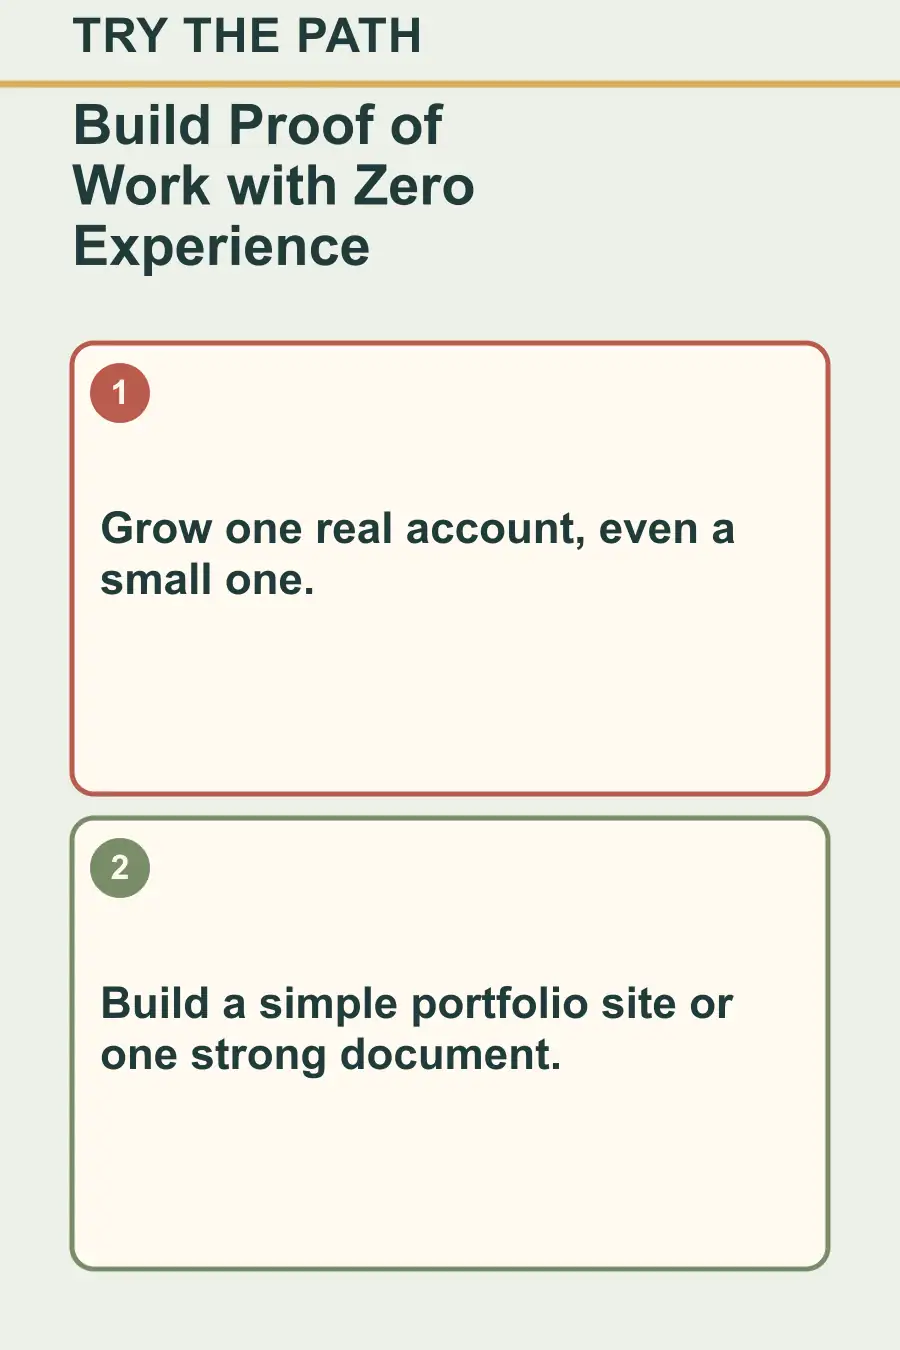 TRY THE PATH
Build Proof of
Work with Zero
Experience
1
Grow one real account, even a
small one.
2
Build a simple portfolio site or
one strong document.